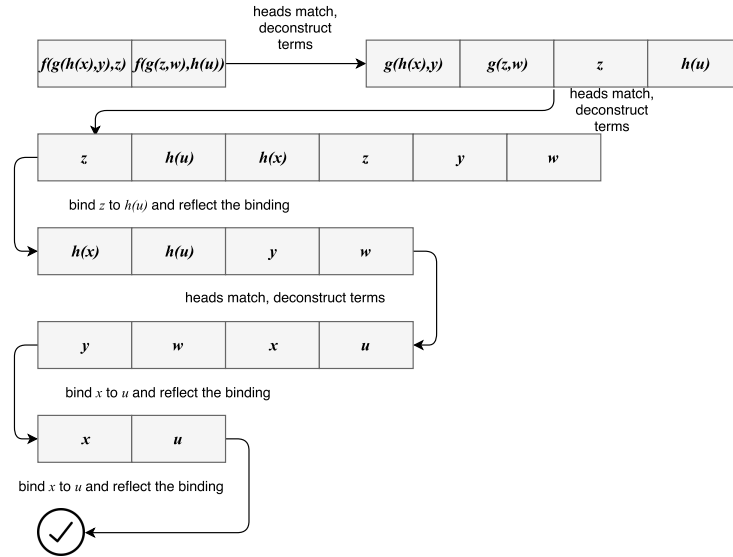 heads match,
deconstruct
terms
f(g(h(x),y),z) f(g(z,w),h(u))
g(h(x),y) g(z,w) z h(u)
heads match,
deconstruct
terms
z h(u) h(x) z y w
bind z to h(u) and reflect the binding
h(x) h(u) y w
heads match, deconstruct terms
y w x u
bind x to u and reflect the binding
x u
bind x to u and reflect the binding